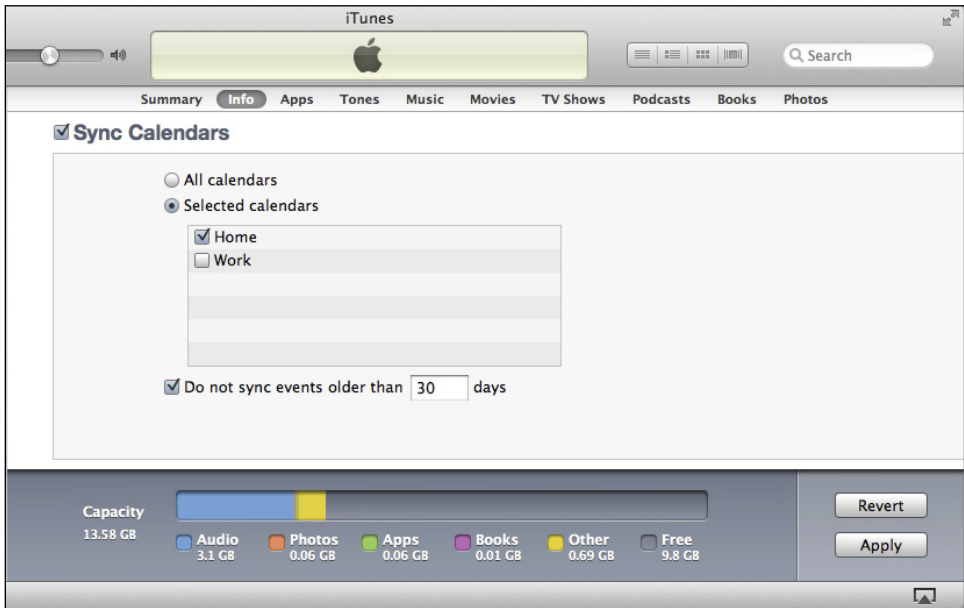 iTunes
Search
Summary Info Apps Tones Music Movies TV Shows Podcasts Books Photos
Sync Calendars
All calendars
Selected calendars
Home
Work
Do not sync events older than 30 days
Capacity
13.58 GB
Audio Photos Apps Books Other Free
3.1 GB 0.06 GB 0.06 GB 0.01 GB 0.69 GB 9.8 GB
Revert
Apply